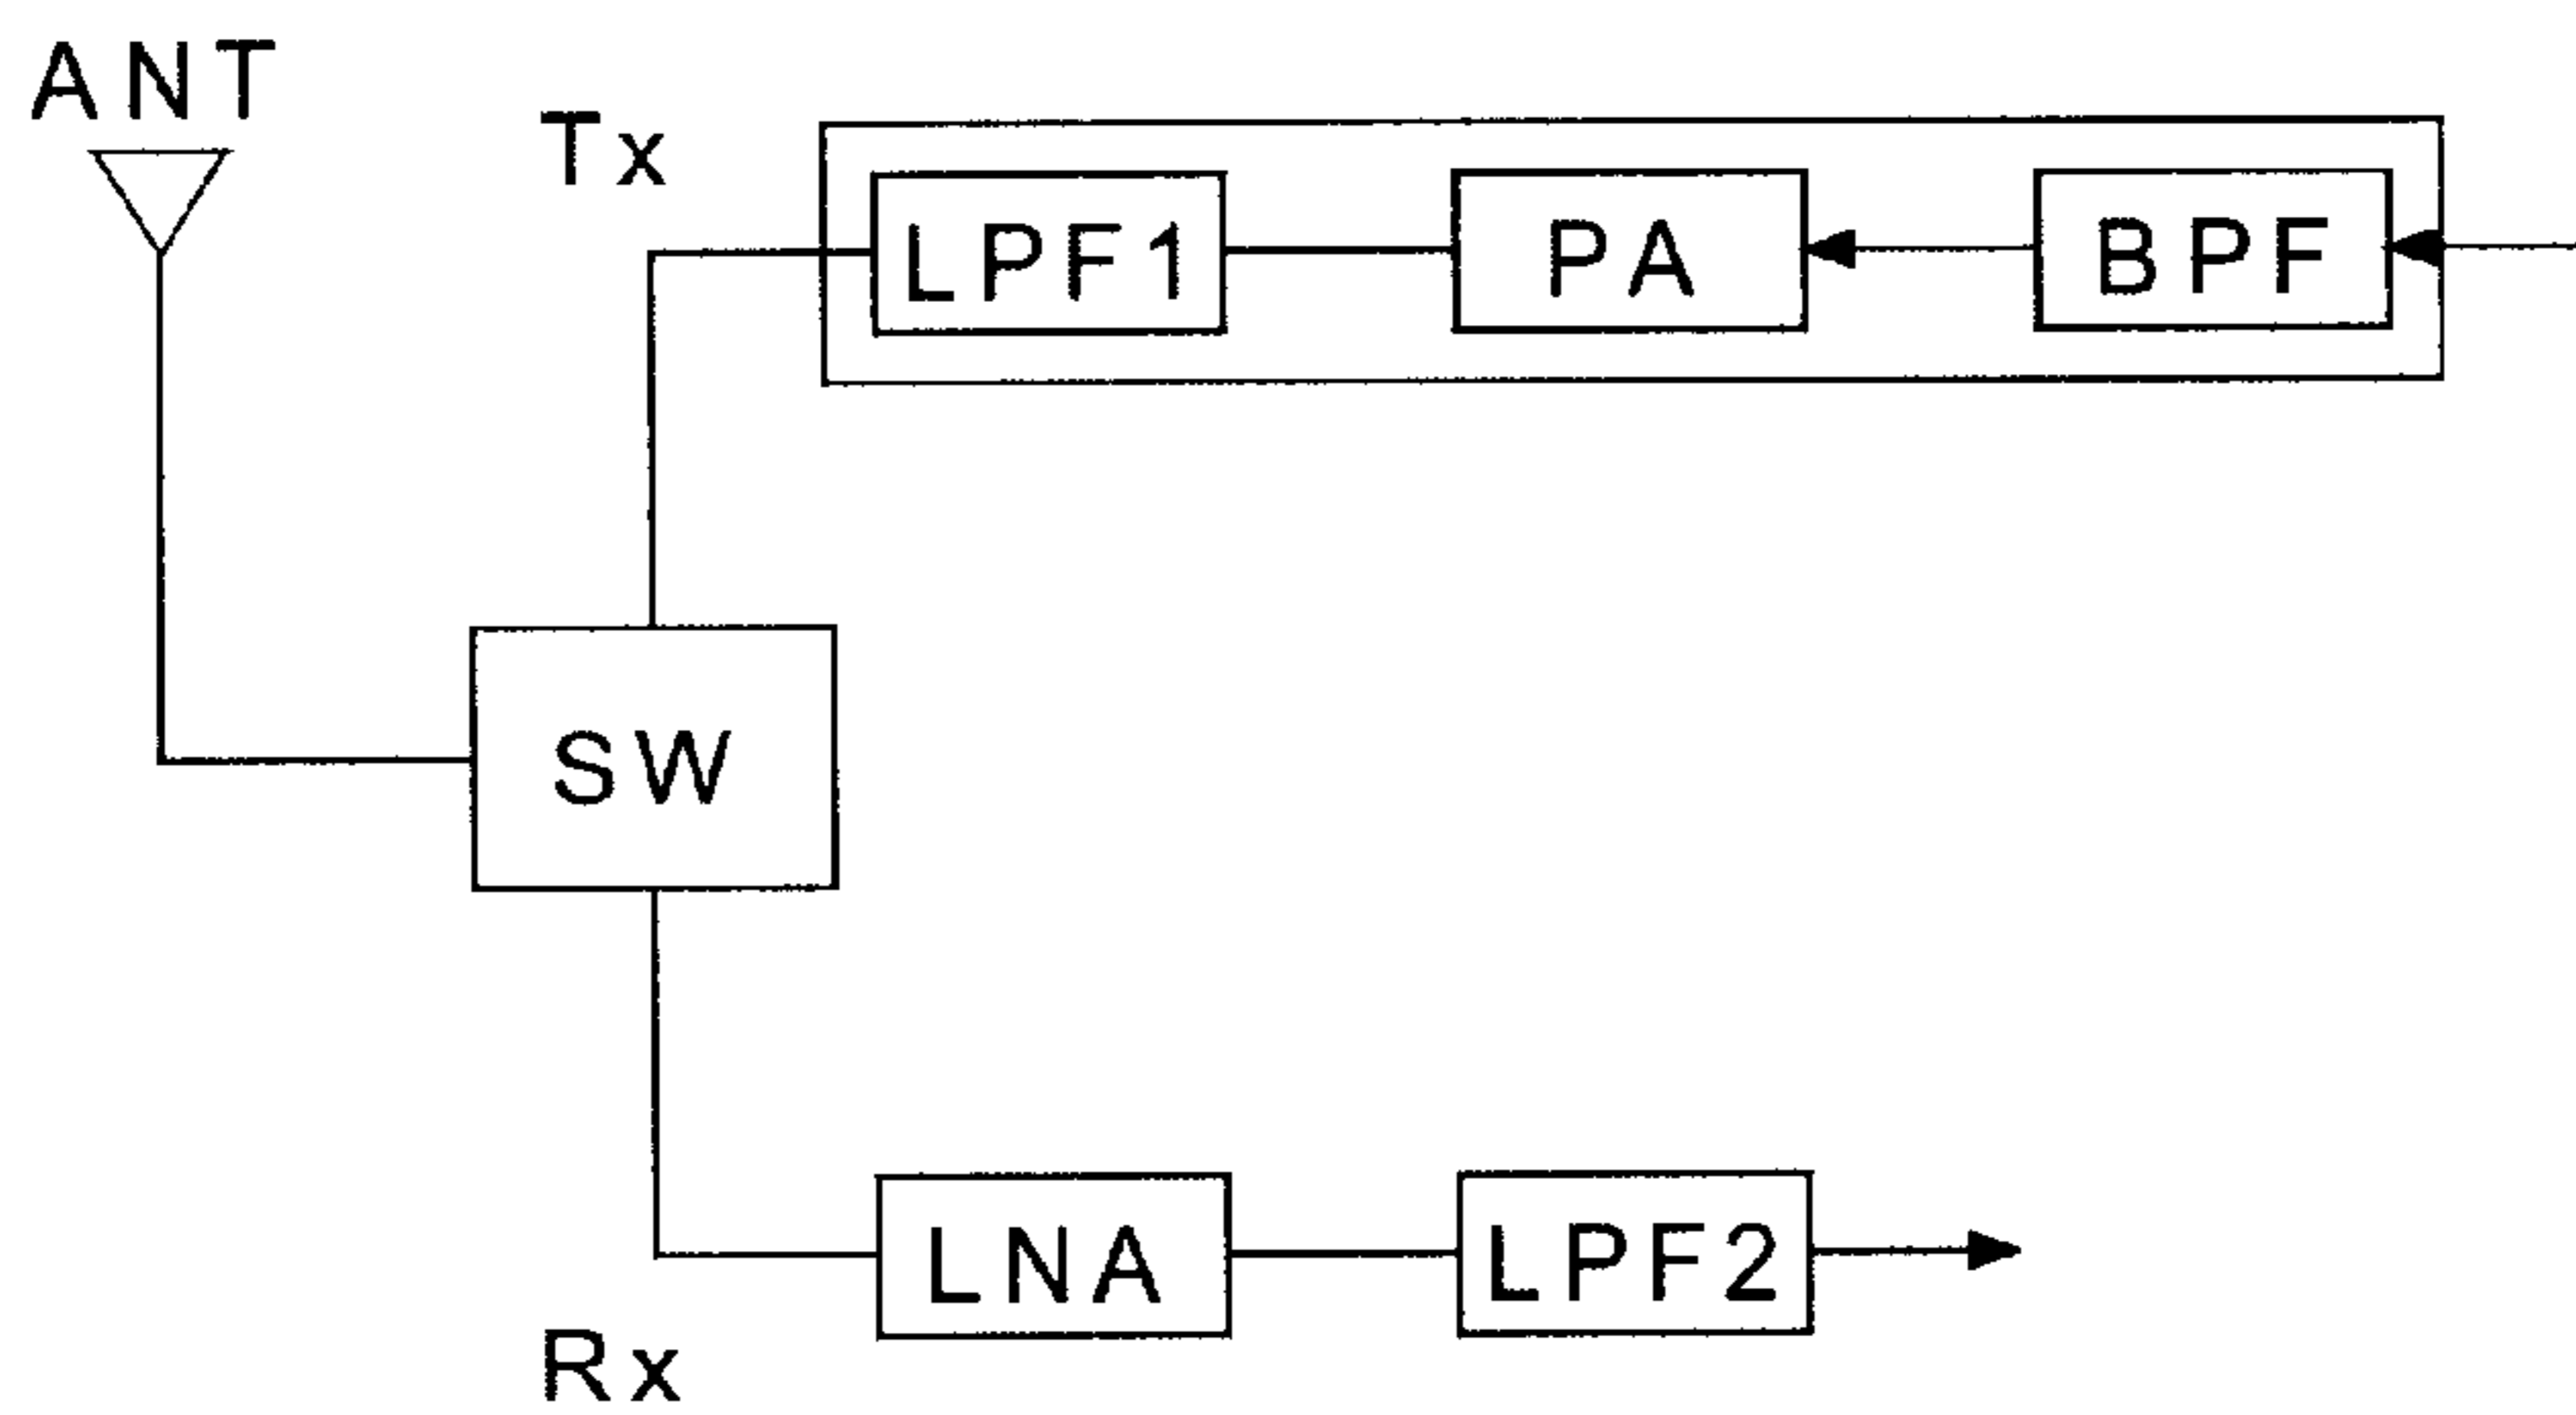 ANT
Tx
LPF1
PA
BPF
SW
LNA
LPF2
Rx